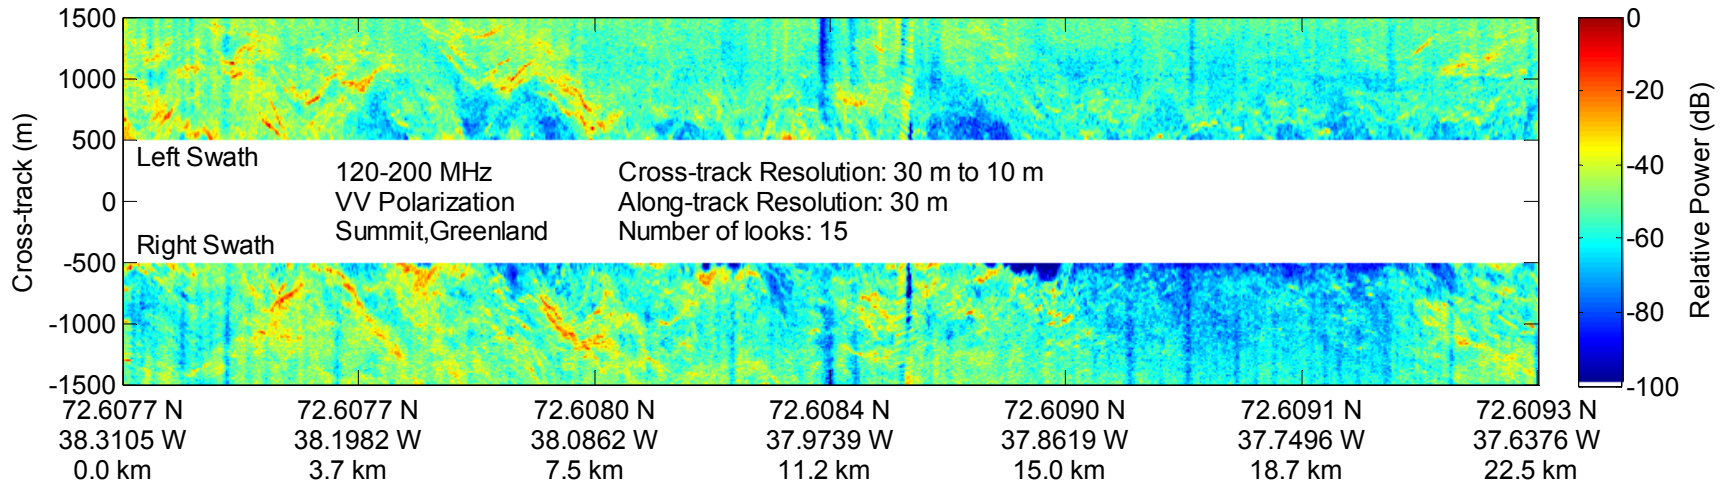 1500
1000
500
0
-500
-1000
-1500
Cross-track (m)
Left Swath
Right Swath
120-200 MHz
VV Polarization
Summit,Greenland
Cross-track Resolution: 30 m to 10 m
Along-track Resolution: 30 m
Number of looks: 15
72.6077 N
38.3105 W
0.0 km
72.6077 N
38.1982 W
3.7 km
72.6080 N
38.0862 W
7.5 km
72.6084 N
37.9739 W
11.2 km
72.6090 N
37.8619 W
15.0 km
72.6091 N
37.7496 W
18.7 km
72.6093 N
37.6376 W
22.5 km
0
-20
-40
-60
-80
-100
Relative Power (dB)